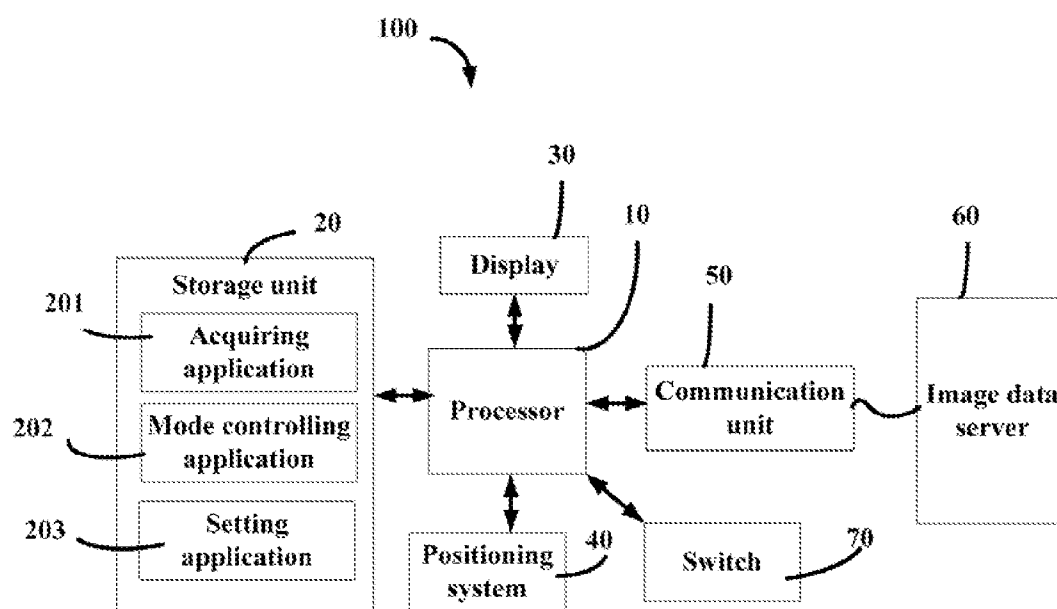 100
30
10
60
20
Display
50
Storage unit
201
Acquiring
application
Processor
Communication
unit
Image data
server
202
Mode controlling
application
203
Setting
application
Positioning
system
40
Switch
70